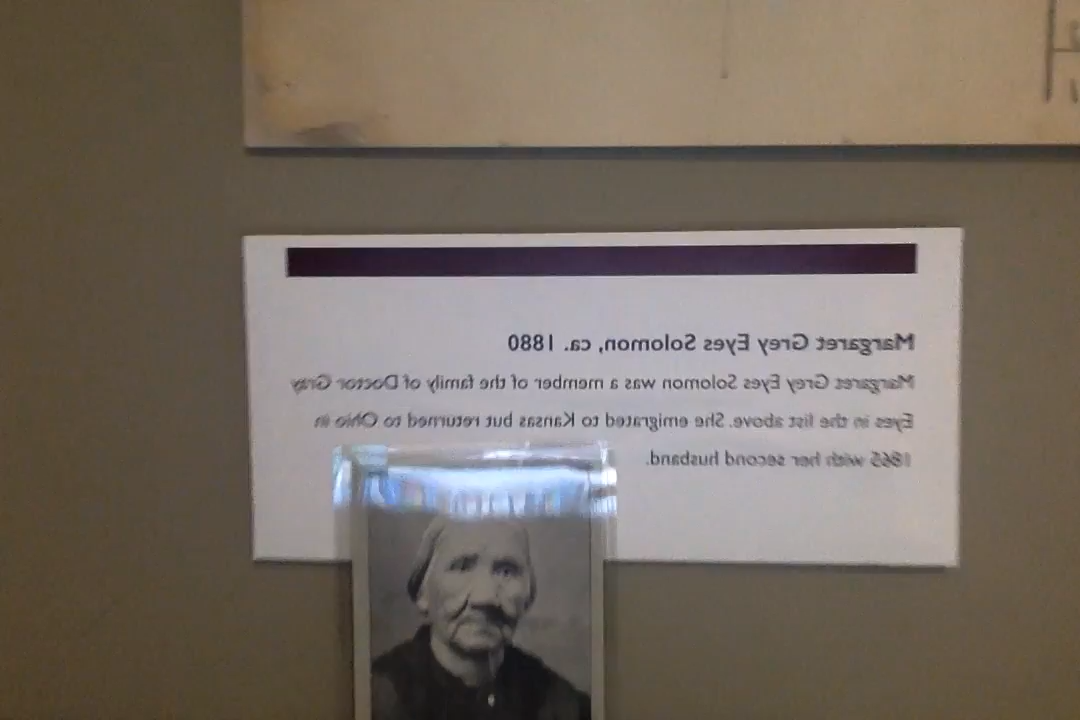 Margaret Grey Eyes Solomon, ca. 1880
Margaret Grey Eyes Solomon was a member of the family of Doctor Gray
Eyes in the list above. She emigrated to Kansas but returned to Ohio in
1865 with her second husband.